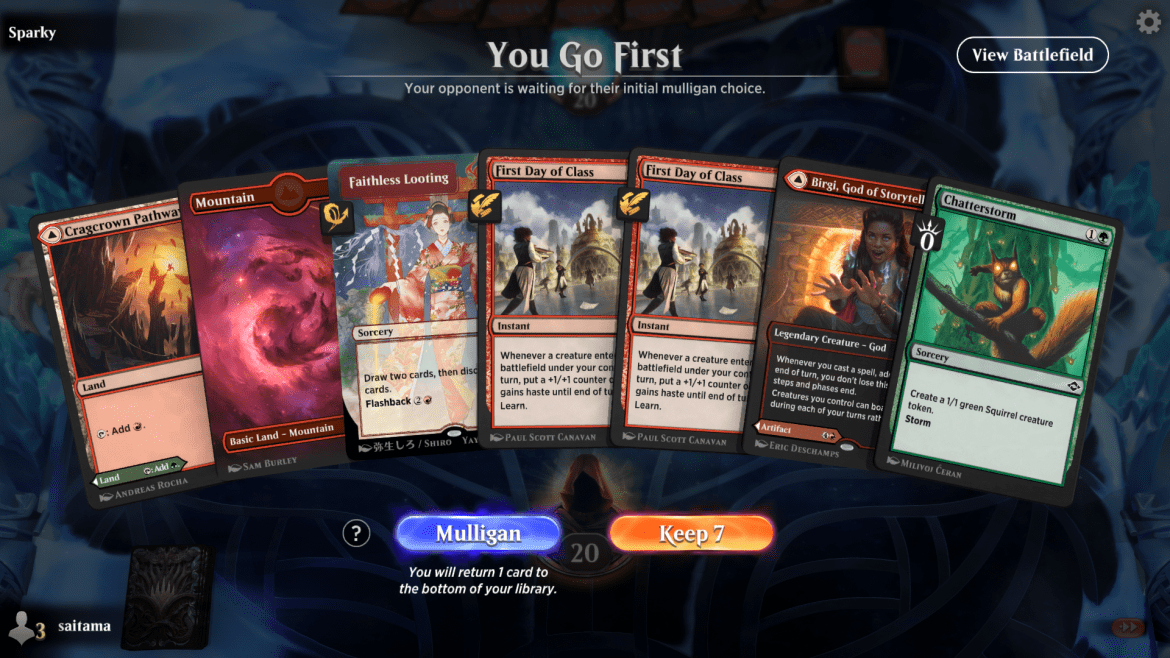 Sparky
You Go First
View Battlefield
Your opponent is waiting for their initial mulligan choice.
20
Cragcrown Pathwa
Land
: Add
Land
: Add
ANDREAS ROCHA
Mountain
Basic Land – Mountain
SAM BURLEY
Faithless Looting
Sorcery
Draw two cards, then disc
cards.
Flashback 2
弥生しろ / SHIRO YA
First Day of Class
Instant
Whenever a creature ente
battlefield under your con
turn, put a +1/+1 counter o
gains haste until end of tu
Learn.
PAUL SCOTT CANAVAN
First Day of Class
Instant
Whenever a creature ente
battlefield under your con
turn, put a +1/+1 counter o
gains haste until end of tu
Learn.
PAUL SCOTT CANAVAN
Birgi, God of Storytell
Legendary Creature – God
Whenever you cast a spell, ad
end of turn, you don't lose this
steps and phases end.
Creatures you control can boa
during each of your turns rath
Artifact
ERIC DESCHAMPS
Chatterstorm
1
0
Sorcery
Create a 1/1 green Squirrel creature
token.
Storm
MILIVOJ ĆERAN
?
Mulligan
Keep 7
20
You will return 1 card to
the bottom of your library.
3
saitama